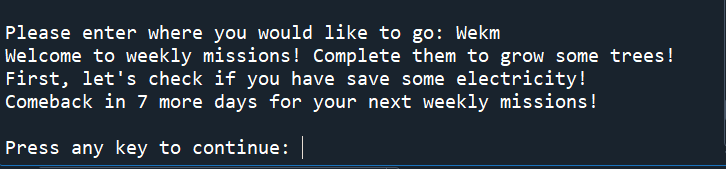 Please enter where you would like to go: Wekm
Welcome to weekly missions! Complete them to grow some trees!
First, let's check if you have save some electricity!
Comeback in 7 more days for your next weekly missions!
Press any key to continue: